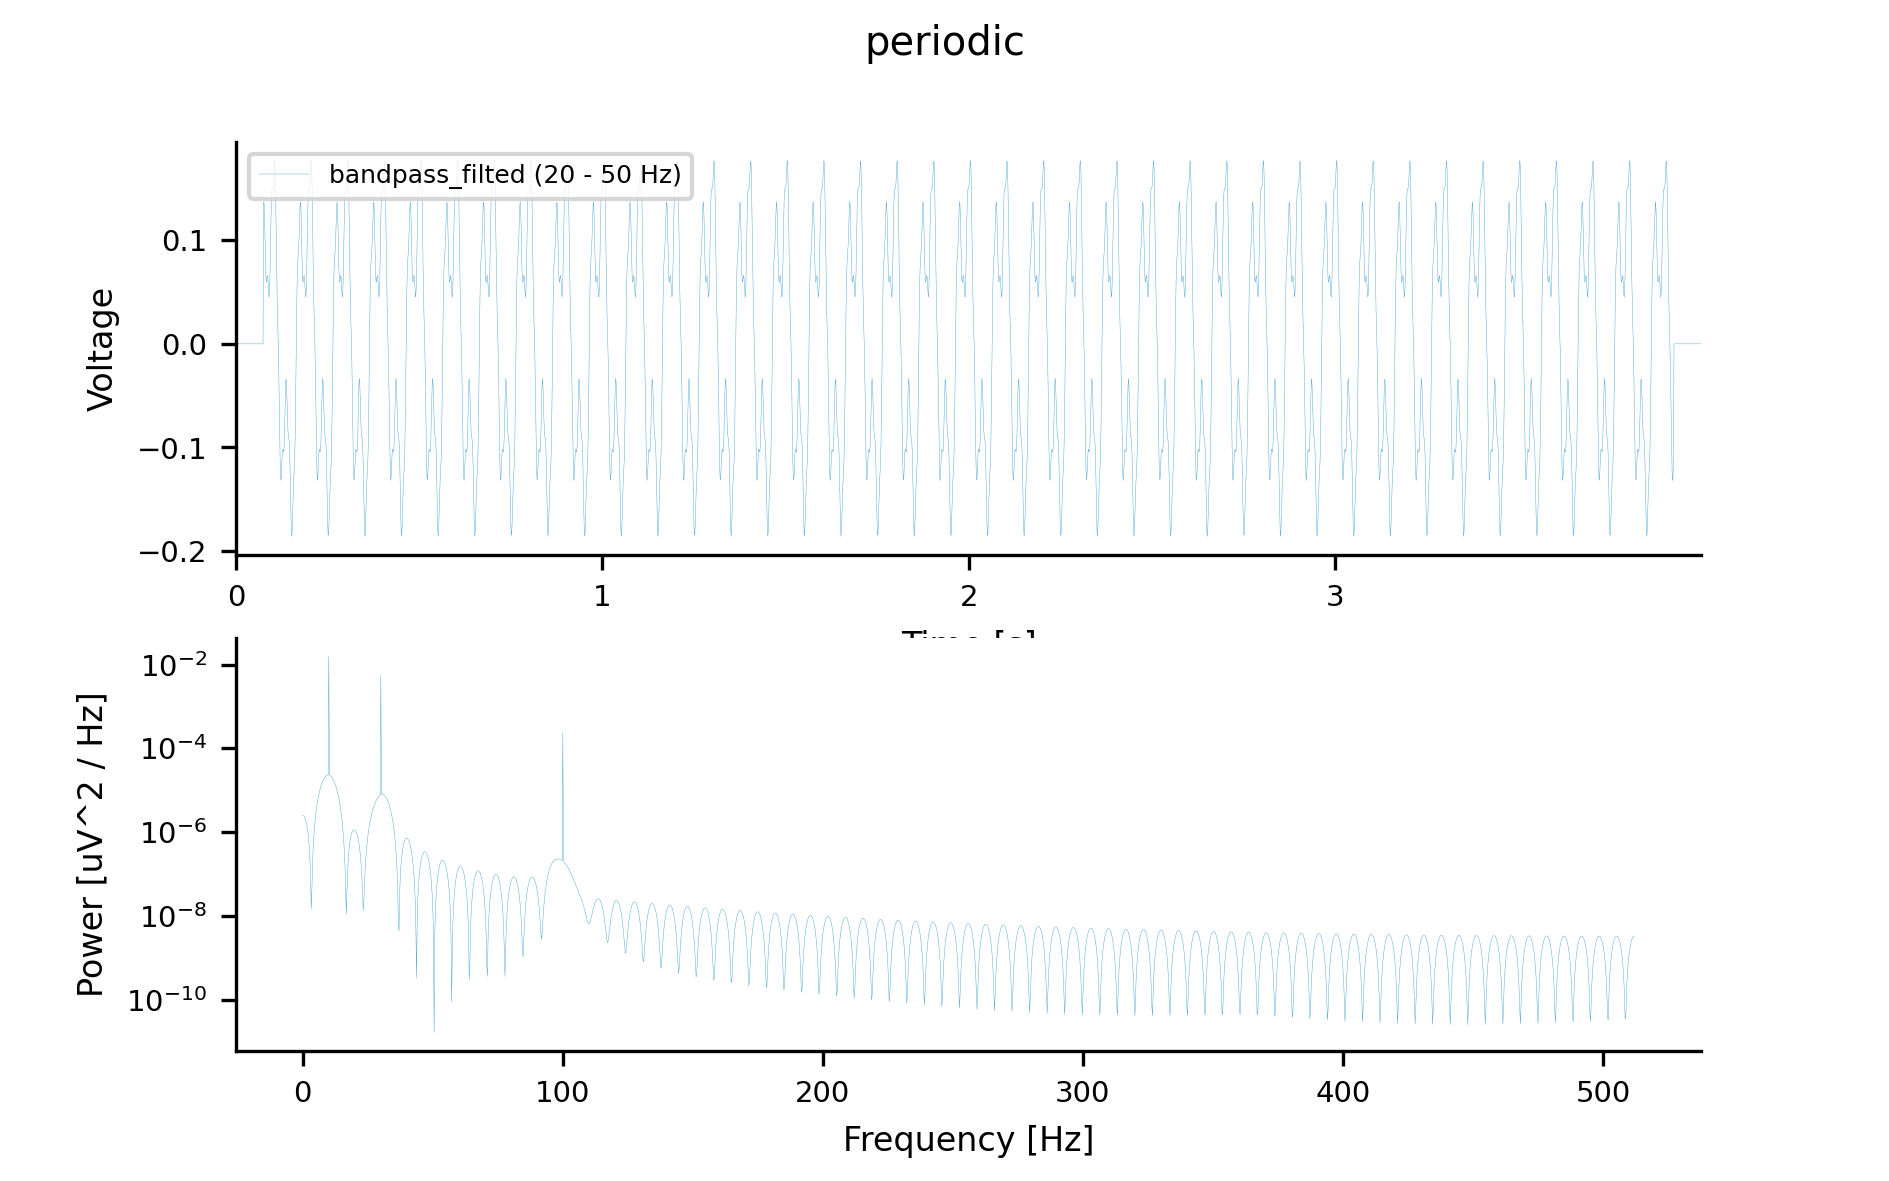 periodic
bandpass_filted (20 - 50 Hz)
Voltage
0.1
0.0
−0.1
−0.2
0 1 2 3
Time [s]
Power [uV^2 / Hz]
10⁻²
10⁻⁴
10⁻⁶
10⁻⁸
10⁻¹⁰
0 100 200 300 400 500
Frequency [Hz]